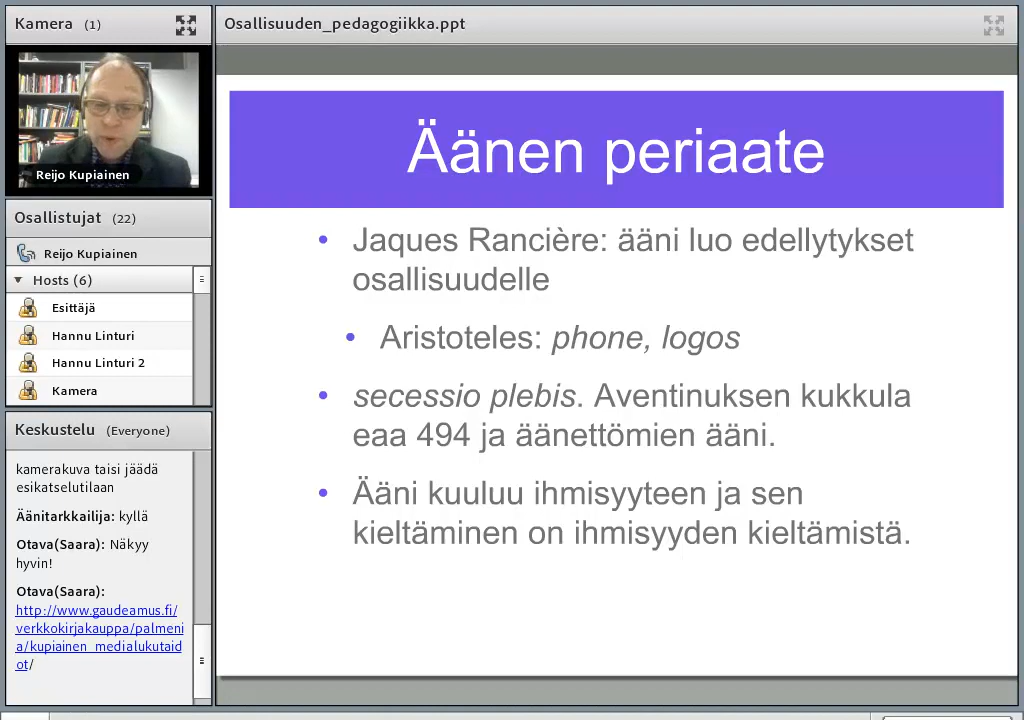 Kamera (1)
Reijo Kupiainen
Osallistujat (22)
Reijo Kupiainen
Hosts (6)
Esittäjä
Hannu Linturi
Hannu Linturi 2
Kamera
Keskustelu (Everyone)
kamerakuva taisi jäädä
esikatselutilaan
Äänitarkkailija: kyllä
Otava(Saara): Näkyy
hyvin!
Otava(Saara):
http://www.gaudeamus.fi/
verkkokirjakauppa/palmeni
a/kupiainen_medialukutaid
ot/
Osallisuuden_pedagogiikka.ppt
Äänen periaate
• Jaques Rancière: ääni luo edellytykset
osallisuudelle
• Aristoteles: phone, logos
• secessio plebis. Aventinuksen kukkula
eaa 494 ja äänettömien ääni.
• Ääni kuuluu ihmisyyteen ja sen
kieltäminen on ihmisyyden kieltämistä.